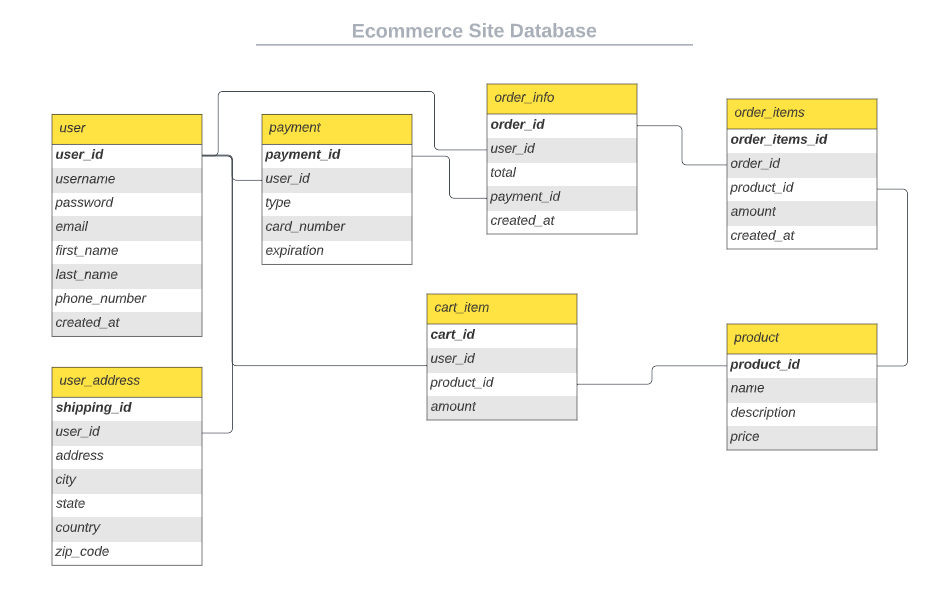 Ecommerce Site Database
user
user_id
username
password
email
first_name
last_name
phone_number
created_at
payment
payment_id
user_id
type
card_number
expiration
order_info
order_id
user_id
total
payment_id
created_at
order_items
order_items_id
order_id
product_id
amount
created_at
user_address
shipping_id
user_id
address
city
state
country
zip_code
cart_item
cart_id
user_id
product_id
amount
product
product_id
name
description
price